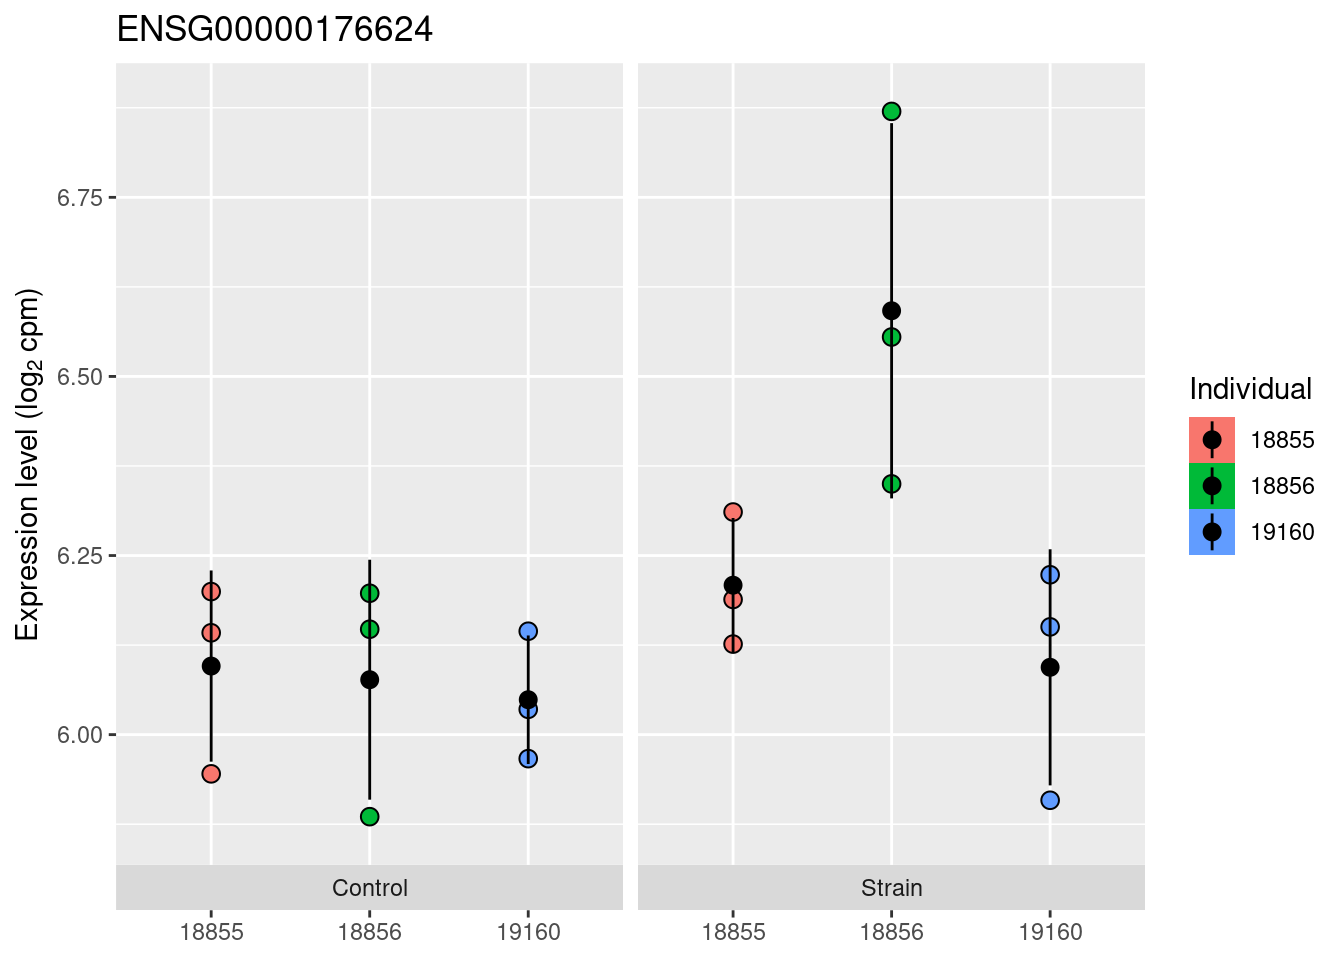 ENSG00000176624
Expression level (log2 cpm)
6.75
6.50
6.25
6.00
Control
Strain
18855
18856
19160
18855
18856
19160
Individual
18855
18856
19160